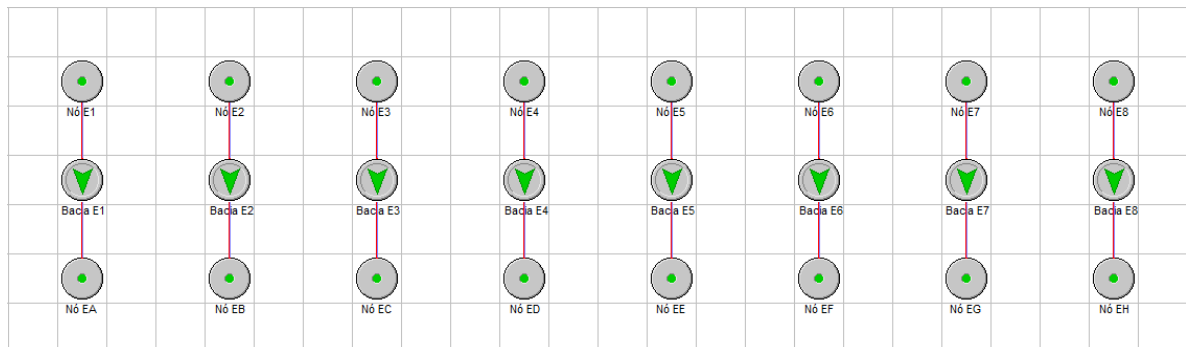 Nó E1 Nó E2 Nó E3 Nó E4 Nó E5 Nó E6 Nó E7 Nó E8
Bacia E1 Bacia E2 Bacia E3 Bacia E4 Bacia E5 Bacia E6 Bacia E7 Bacia E8
Nó EA Nó EB Nó EC Nó ED Nó EE Nó EF Nó EG Nó EH